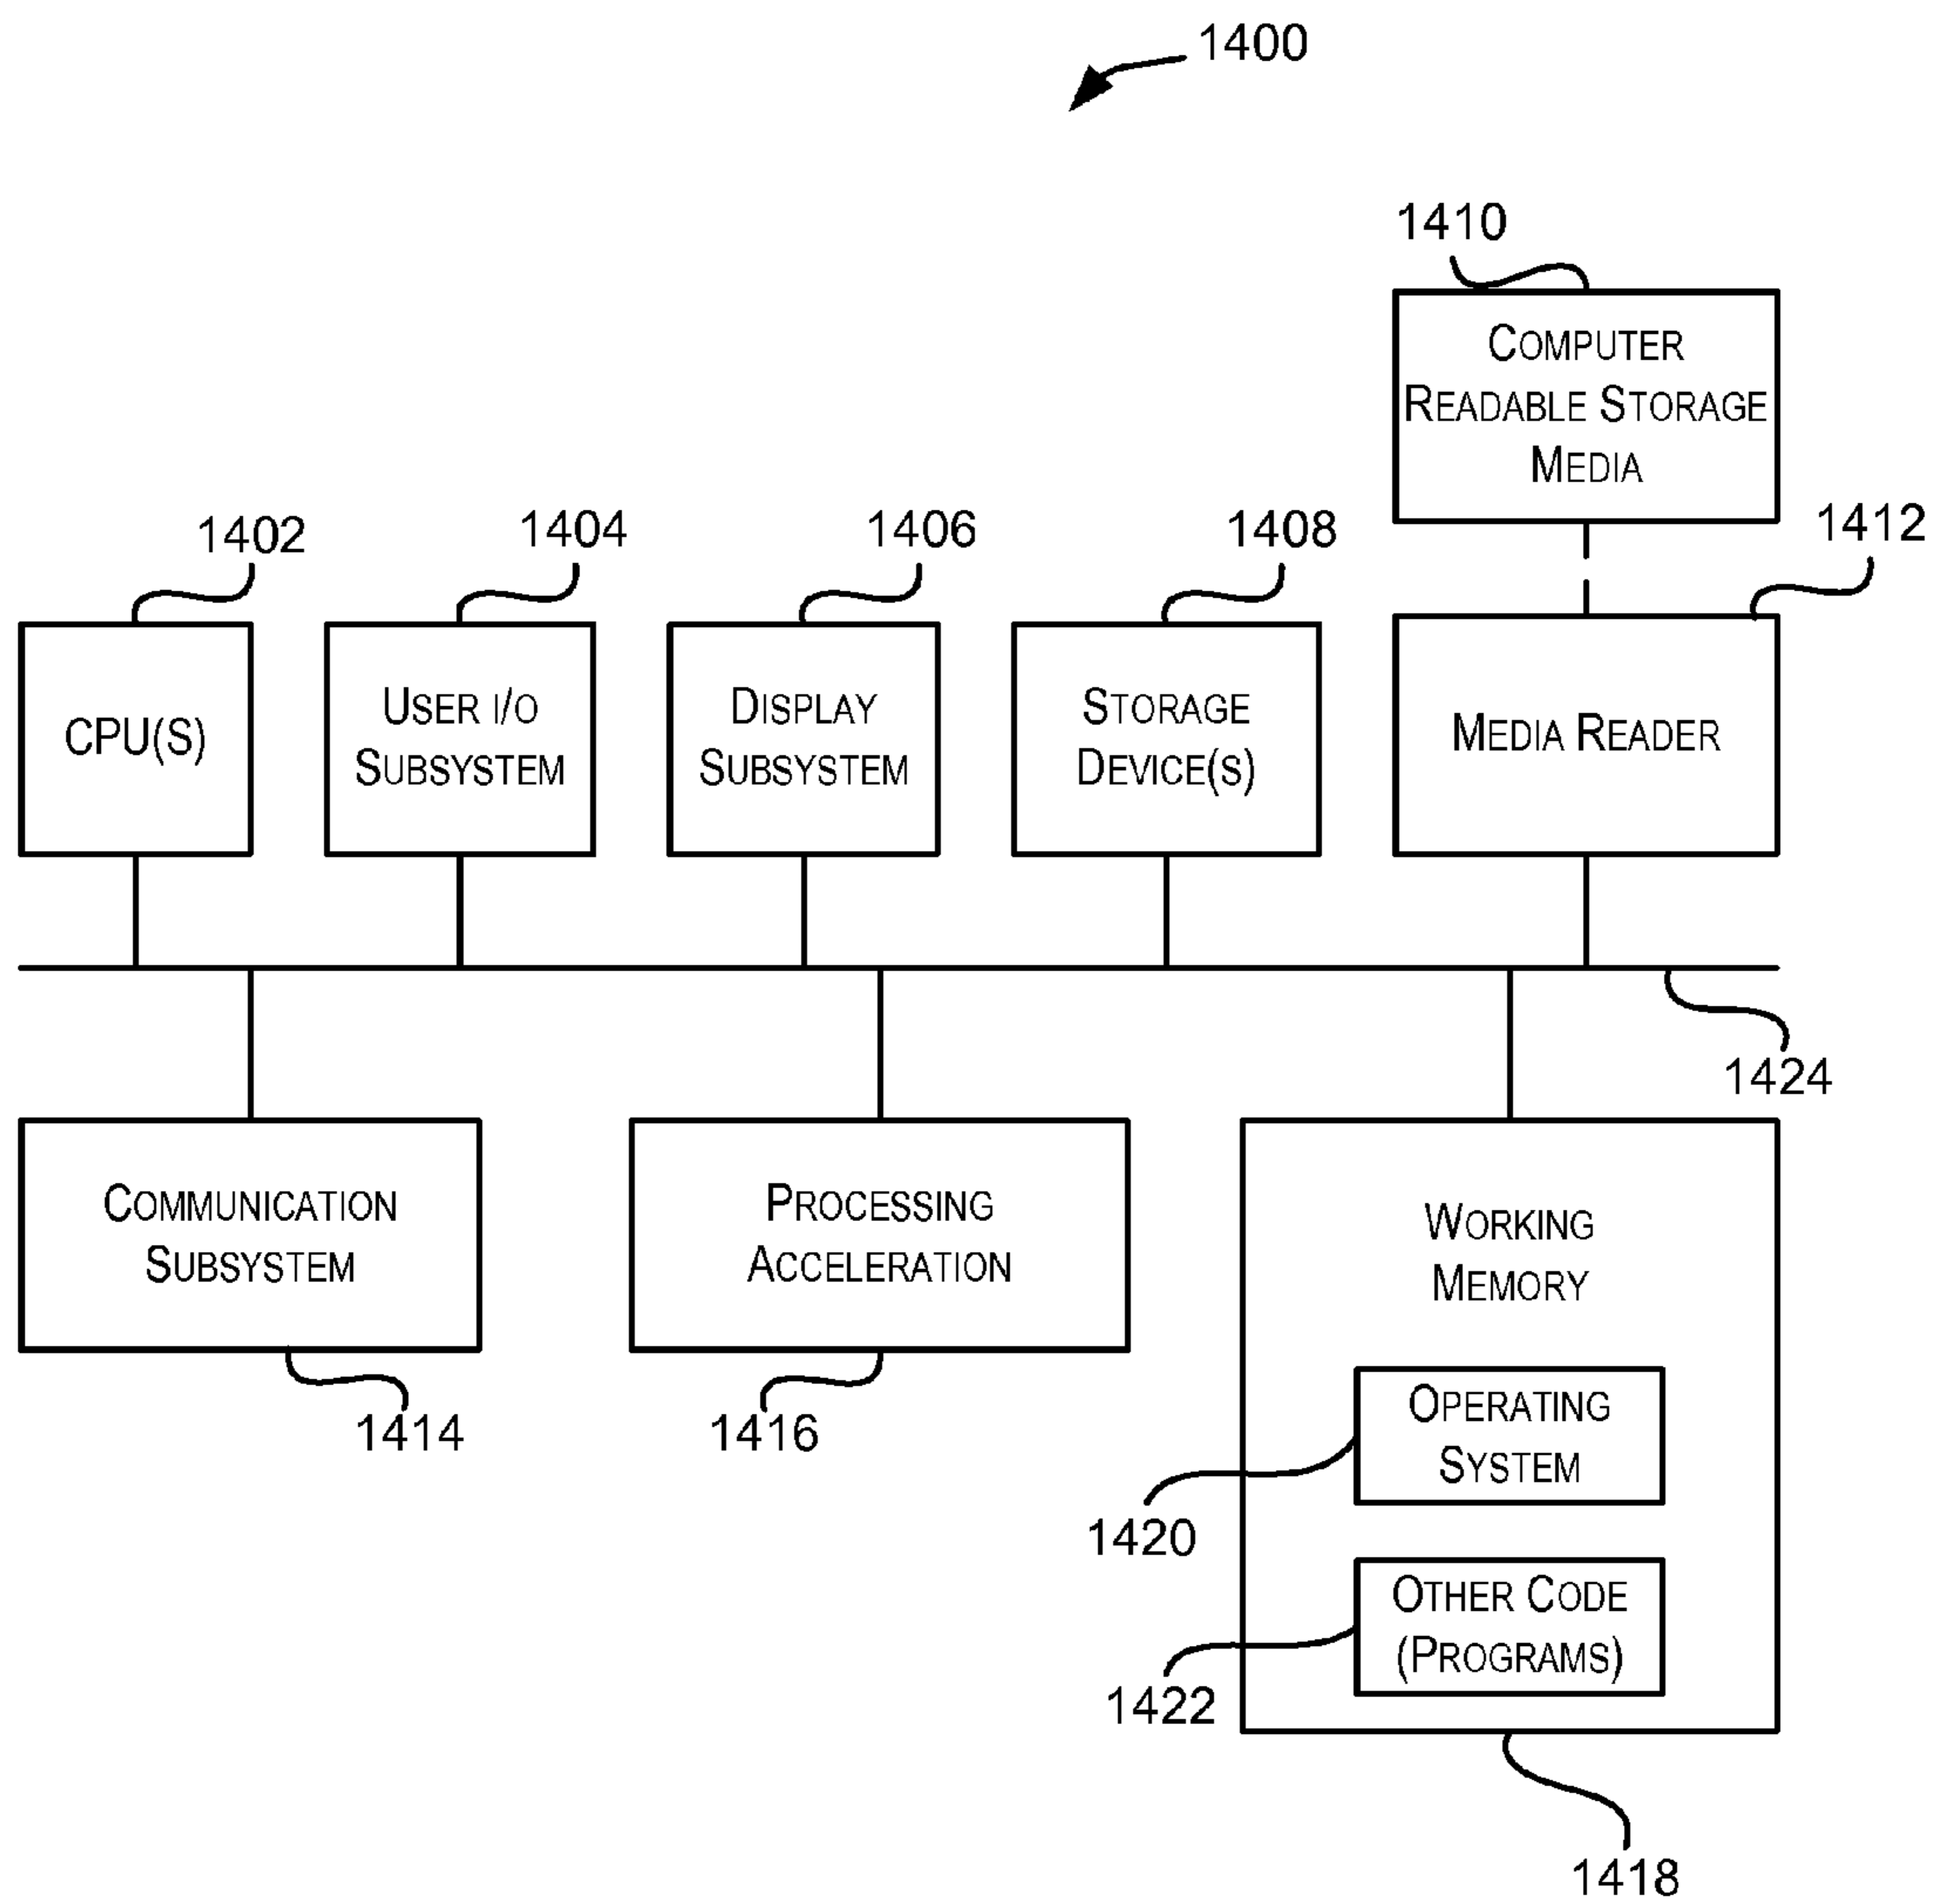 1400
1410
COMPUTER
READABLE STORAGE
MEDIA
1402
1404
1406
1408
1412
CPU(S)
USER I/O
SUBSYSTEM
DISPLAY
SUBSYSTEM
STORAGE
DEVICE(S)
MEDIA READER
1424
COMMUNICATION
SUBSYSTEM
PROCESSING
ACCELERATION
WORKING
MEMORY
1414
1416
OPERATING
SYSTEM
1420
OTHER CODE
(PROGRAMS)
1422
1418